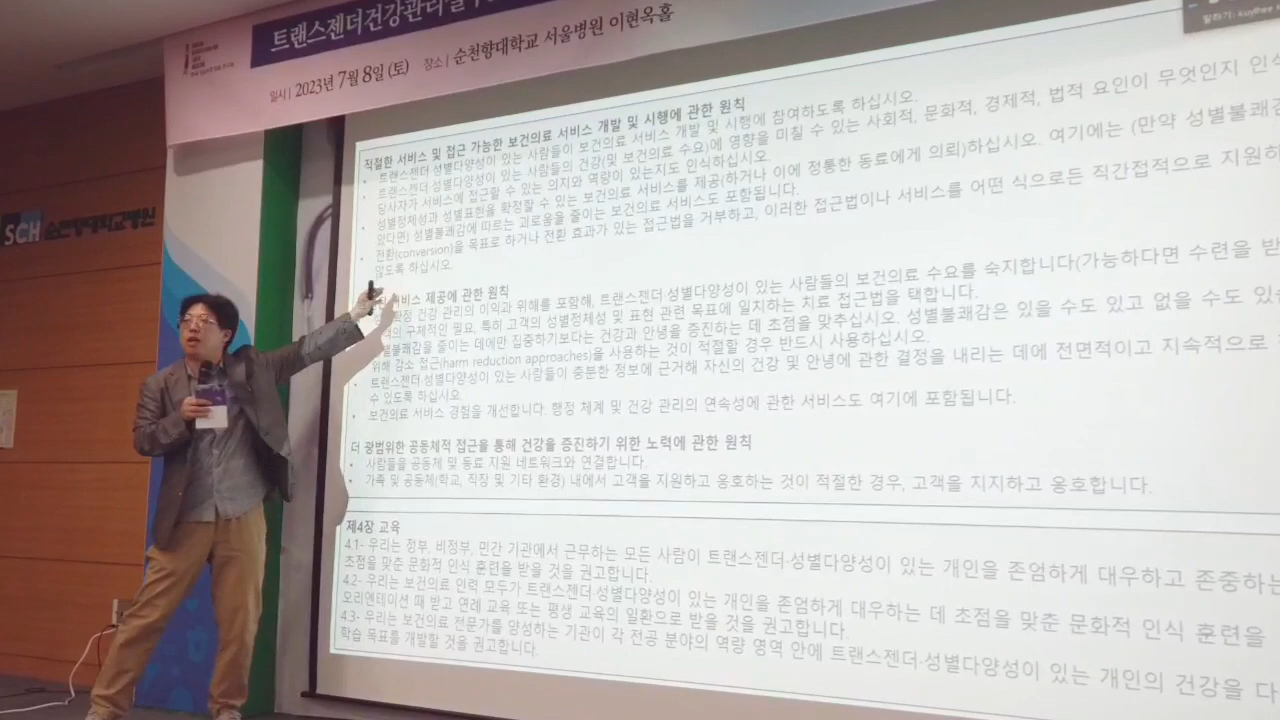 트랜스젠더건강관리실
일시 | 2023년 7월 8일 (토) 장소 | 순천향대학교 서울병원 이현옥홀
SCH 순천향대학교병원
적절한 서비스 및 접근 가능한 보건의료 서비스 개발 및 시행에 관한 원칙
• 트랜스젠더·성별다양성이 있는 사람들이 보건의료 서비스 개발 및 시행에 참여하도록 하십시오.
• 트랜스젠더·성별다양성이 있는 사람들의 건강(및 보건의료 수요)에 영향을 미칠 수 있는 사회적, 문화적, 경제적, 법적 요인이 무엇인지 인식
당사자가 서비스에 접근할 수 있는 의지와 역량이 있는지도 인식하십시오.
• 성별정체성과 성별표현을 확정할 수 있는 보건의료 서비스를 제공(하거나 이에 정통한 동료에게 의뢰)하십시오. 여기에는 (만약 성별불쾌감
있다면) 성별불쾌감에 따르는 괴로움을 줄이는 보건의료 서비스도 포함됩니다.
• 전환(conversion)을 목표로 하거나 전환 효과가 있는 접근법을 거부하고, 이러한 접근법이나 서비스를 어떤 식으로든 직간접적으로 지원하
않도록 하십시오.
서비스 제공에 관한 원칙
확정 건강 관리의 이익과 위해를 포함해, 트랜스젠더·성별다양성이 있는 사람들의 보건의료 수요를 숙지합니다(가능하다면 수련을 받
의 구체적인 필요, 특히 고객의 성별정체성 및 표현 관련 목표에 일치하는 치료 접근법을 택합니다.
별불쾌감을 줄이는 데에만 집중하기보다는 건강과 안녕을 증진하는 데 초점을 맞추십시오. 성별불쾌감은 있을 수도 있고 없을 수도 있
위해 감소 접근(harm reduction approaches)을 사용하는 것이 적절할 경우 반드시 사용하십시오.
• 트랜스젠더·성별다양성이 있는 사람들이 충분한 정보에 근거해 자신의 건강 및 안녕에 관한 결정을 내리는 데에 전면적이고 지속적으로
수 있도록 하십시오.
• 보건의료 서비스 경험을 개선합니다. 행정 체계 및 건강 관리의 연속성에 관한 서비스도 여기에 포함됩니다.
더 광범위한 공동체적 접근을 통해 건강을 증진하기 위한 노력에 관한 원칙
• 사람들을 공동체 및 동료 지원 네트워크와 연결합니다.
• 가족 및 공동체(학교, 직장 및 기타 환경) 내에서 고객을 지원하고 옹호하는 것이 적절한 경우, 고객을 지지하고 옹호합니다.
제4장 교육
4.1- 우리는 정부, 비정부, 민간 기관에서 근무하는 모든 사람이 트랜스젠더·성별다양성이 있는 개인을 존엄하게 대우하고 존중하는
초점을 맞춘 문화적 인식 훈련을 받을 것을 권고합니다.
4.2- 우리는 보건의료 인력 모두가 트랜스젠더·성별다양성이 있는 개인을 존엄하게 대우하는 데 초점을 맞춘 문화적 인식 훈련을
오리엔테이션 때 받고 연례 교육 또는 평생 교육의 일환으로 받을 것을 권고합니다.
4.3- 우리는 보건의료 전문가를 양성하는 기관이 각 전공 분야의 역량 영역 안에 트랜스젠더·성별다양성이 있는 개인의 건강을 다
학습 목표를 개발할 것을 권고합니다.